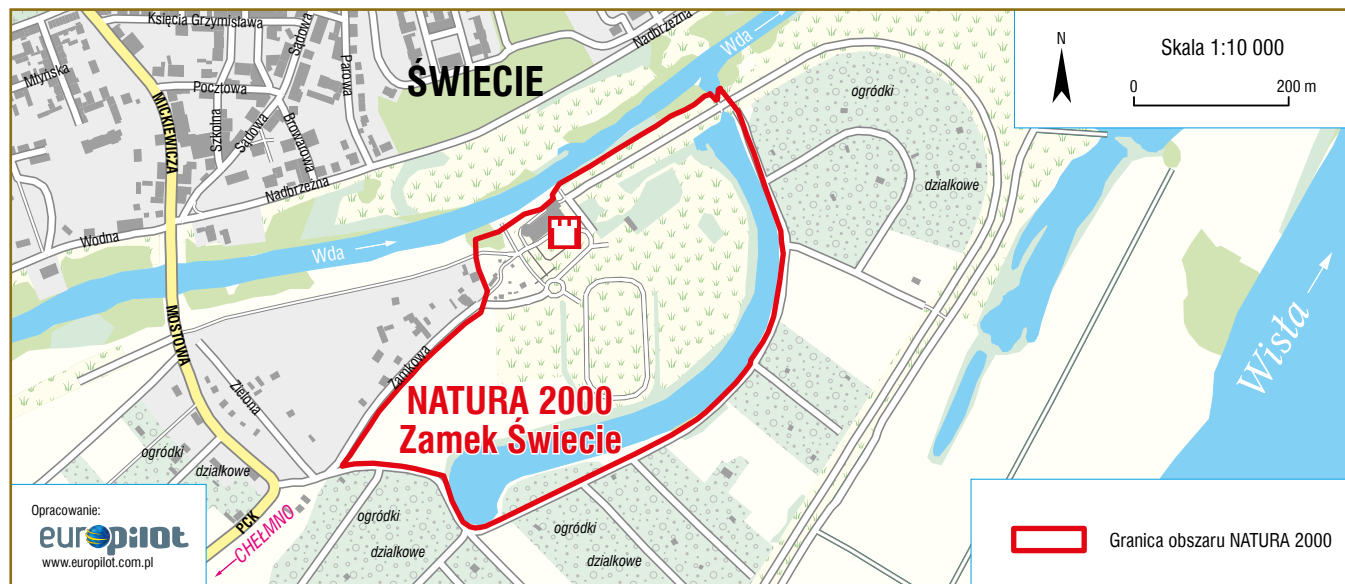 Księcia Grzymisława
Sądowa
Nadbrzeżna
Wda
N
Skala 1:10 000
0 200 m
Młyńska
Pocztowa
Parowa
ŚWIECIE
MICKIEWICZA
Szkolna
Sądowa
Browarowa
ogródki
działkowe
Nadbrzeżna
Wodna
Wda
Wisła
MOSTOWA
Zamkowa
Zielona
NATURA 2000
Zamek Świecie
ogródki
działkowe
ogródki
działkowe
ogródki
działkowe
PCK
CHEŁMNO
Opracowanie:
europilot
www.europilot.com.pl
Granica obszaru NATURA 2000